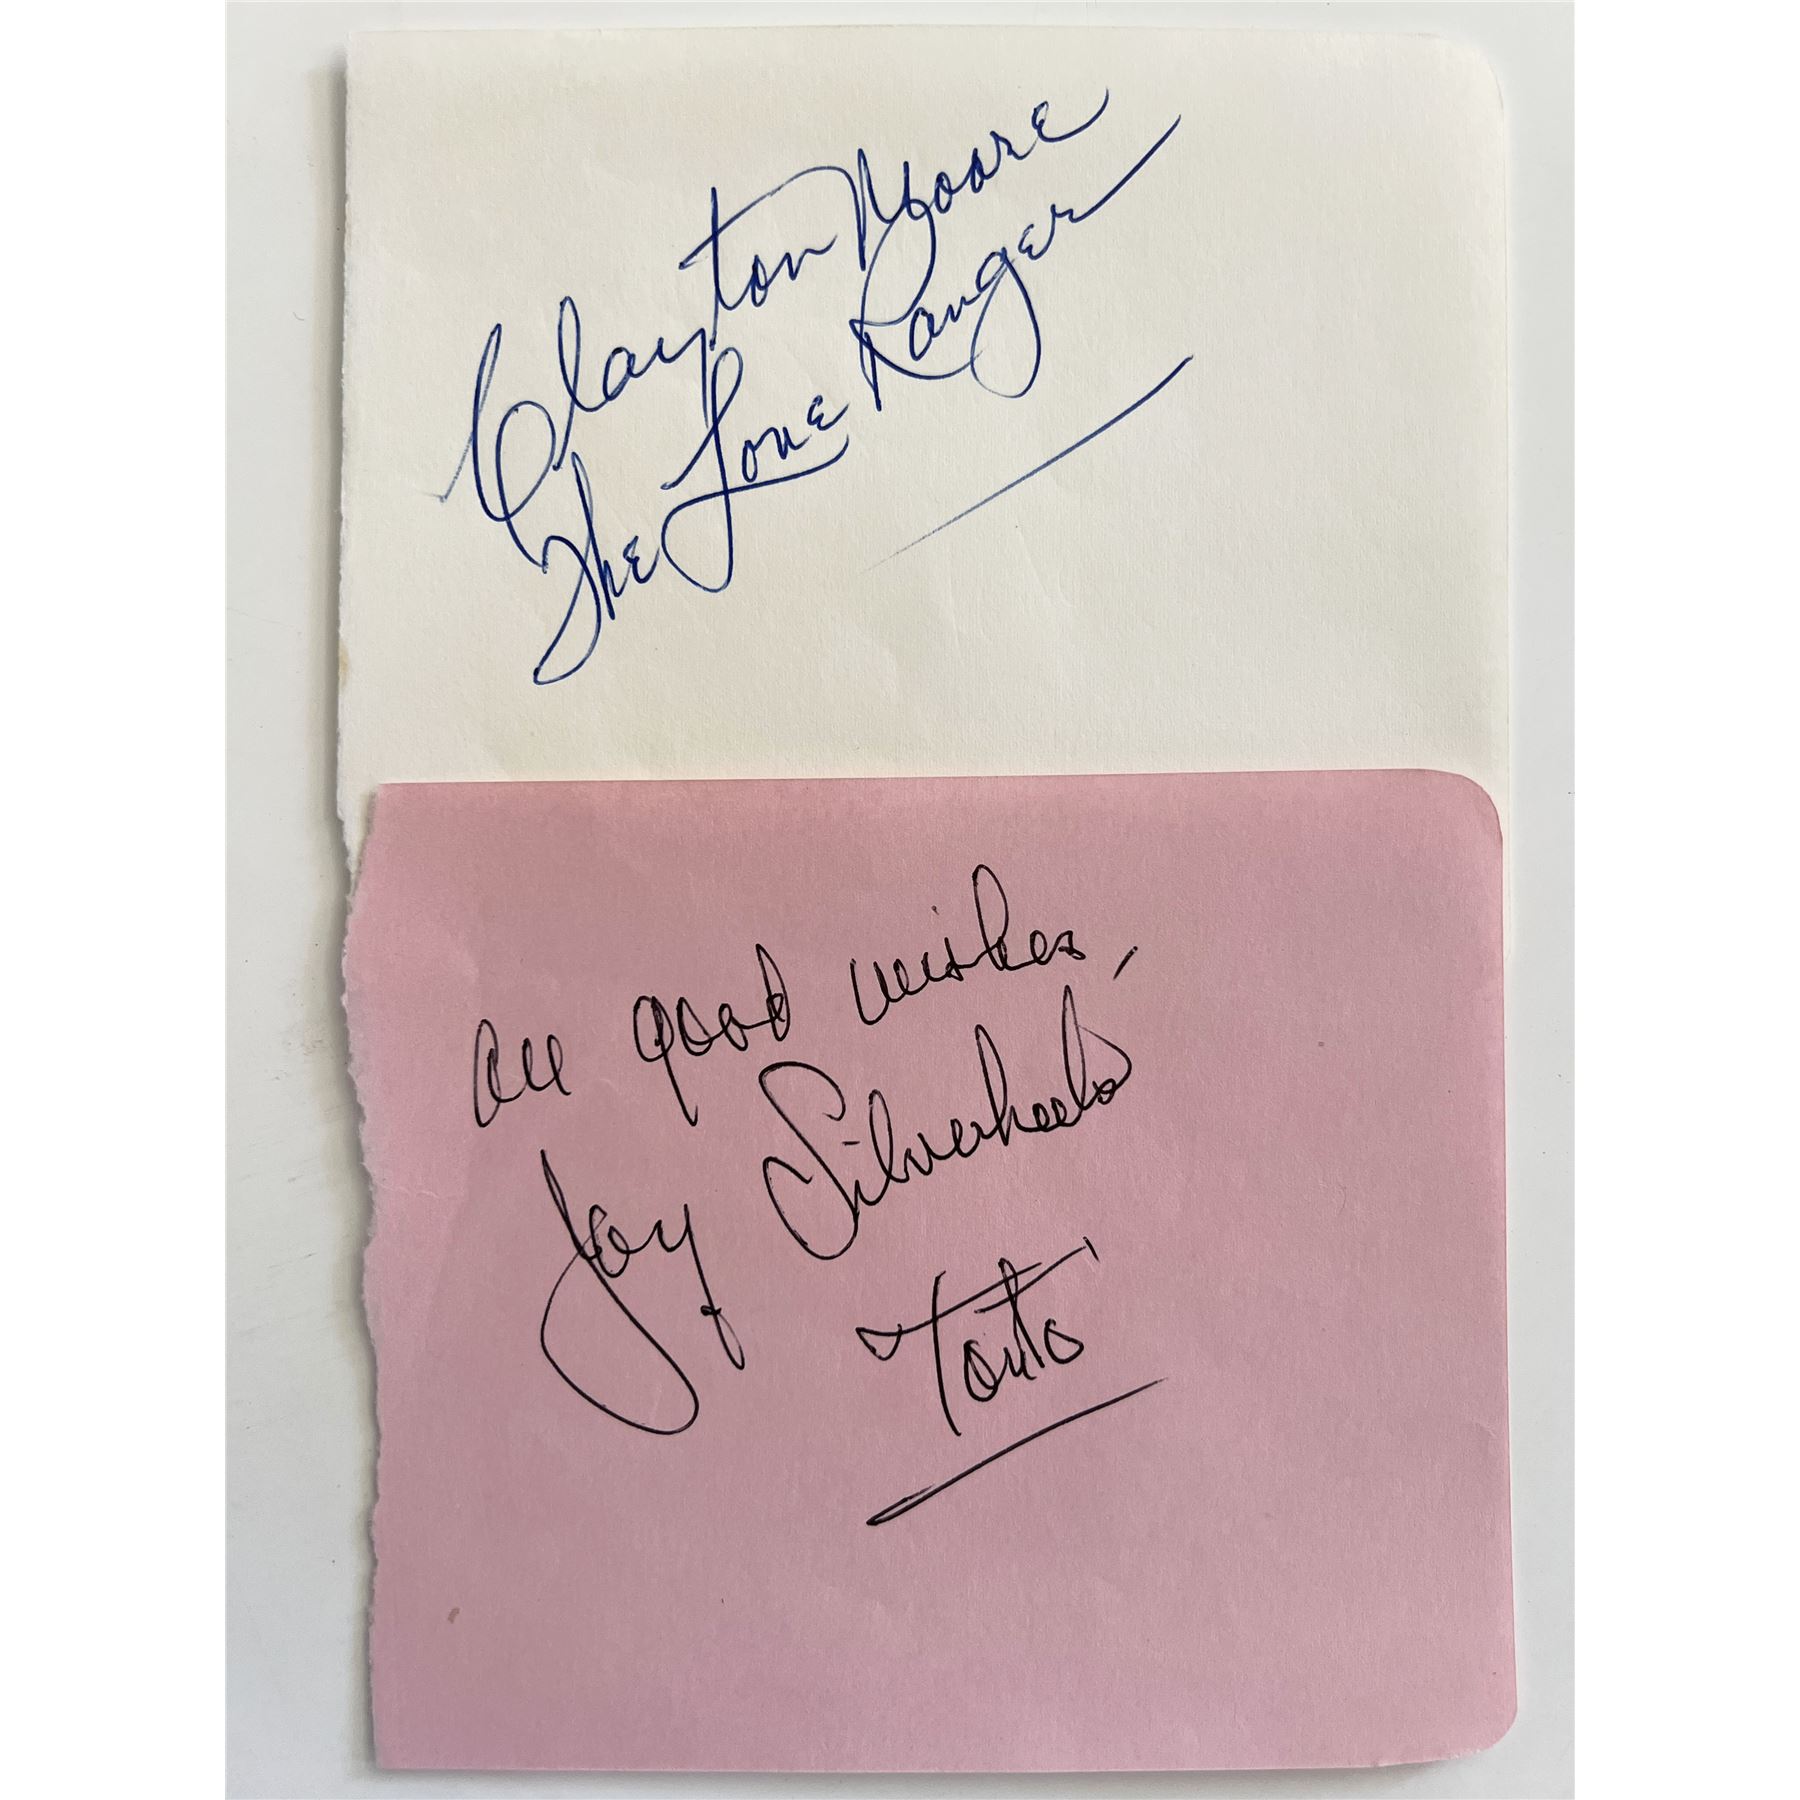 Clayton Moore
The Lone Ranger
all good wishes,
Jay Silverheels
"Tonto"